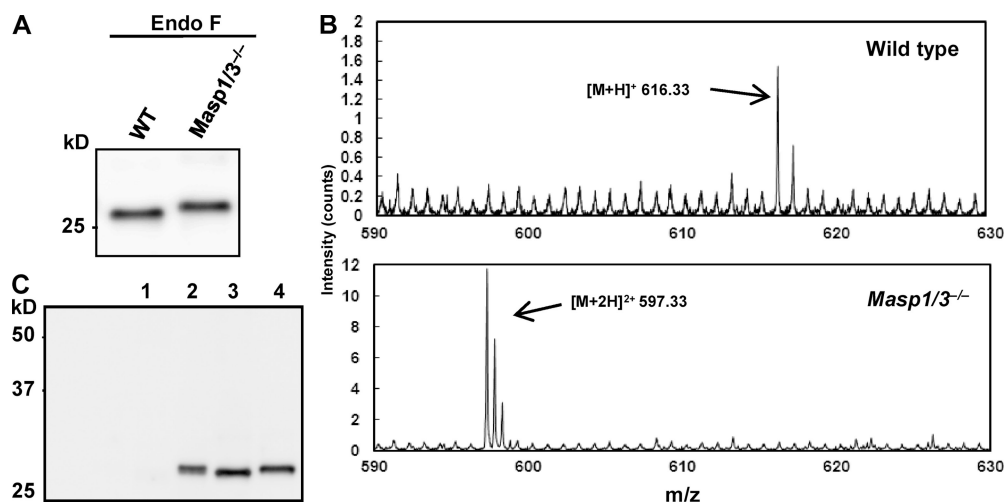 A
Endo F
WT
Masp1/3–/–
kD
25
B
Intensity (counts)
2
1.8
1.6
1.4
1.2
1
0.8
0.6
0.4
0.2
0
Wild type
[M+H]+ 616.33
590
600
610
620
630
12
10
8
6
4
2
0
Masp1/3–/–
[M+2H]2+ 597.33
590
600
610
620
630
m/z
C
kD
1 2 3 4
50
37
25